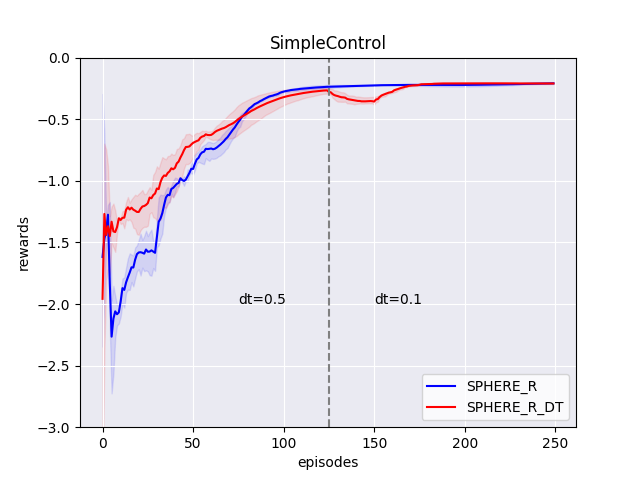 SimpleControl
rewards
0.0
−0.5
−1.0
−1.5
−2.0
−2.5
−3.0
dt=0.5
dt=0.1
SPHERE_R
SPHERE_R_DT
0
50
100
150
200
250
episodes